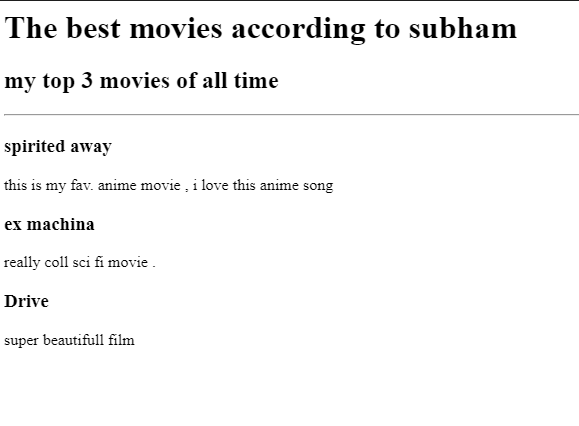 The best movies according to subham
my top 3 movies of all time
spirited away
this is my fav. anime movie , i love this anime song
ex machina
really coll sci fi movie .
Drive
super beautifull film